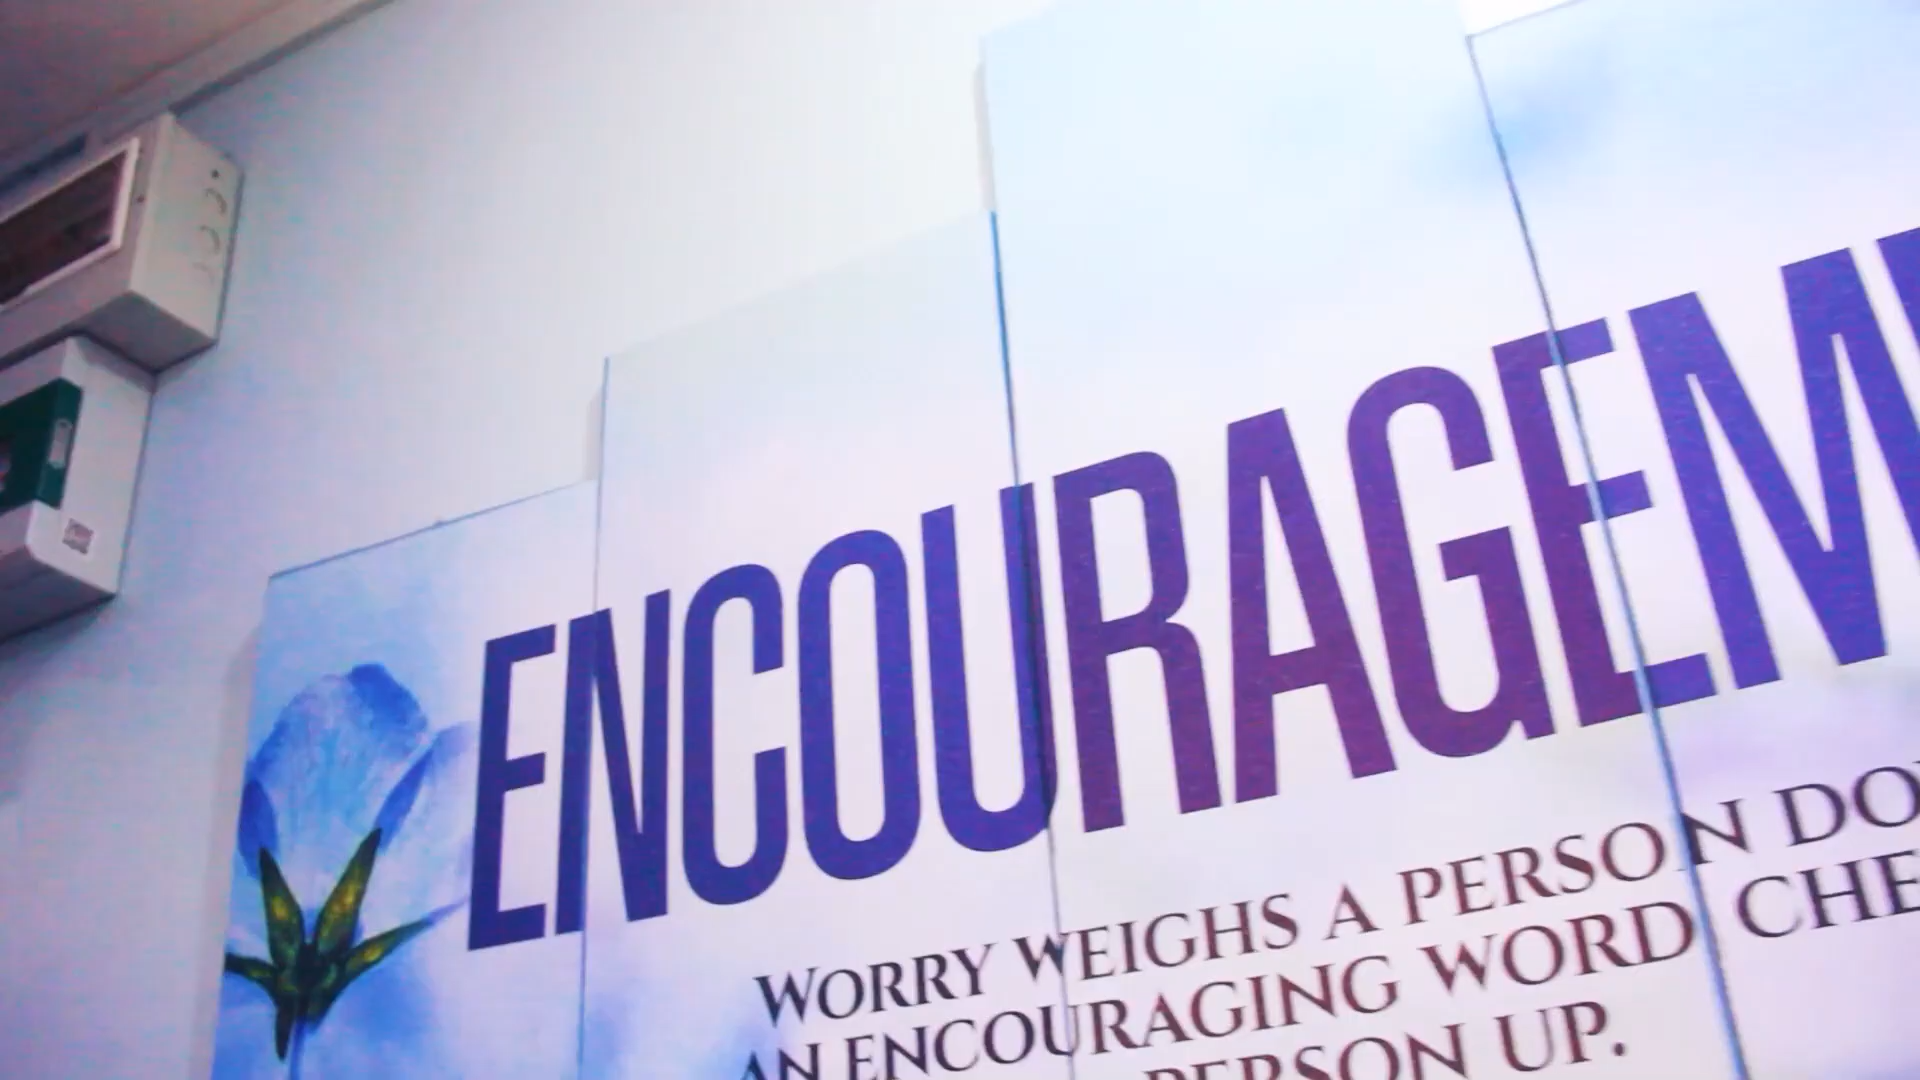 ENCOURAGEM
WORRY WEIGHS A PERSON DO
AN ENCOURAGING WORD CHE
PERSON UP.